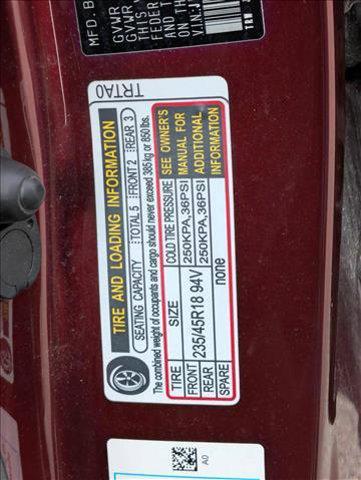 MFD. B
GVWR
GVWR
THIS
FEDER
AND T
ON TH
V.I.N.:J
TRTA0
TIRE AND LOADING INFORMATION
SEATING CAPACITY TOTAL 5 FRONT 2 REAR 3
The combined weight of occupants and cargo should never exceed 385 kg or 850 lbs.
TIRE SIZE COLD TIRE PRESSURE SEE OWNER'S
FRONT 235/45R18 94V 250KPA,36PSI MANUAL FOR
REAR 250KPA,36PSI ADDITIONAL
SPARE none INFORMATION
A0